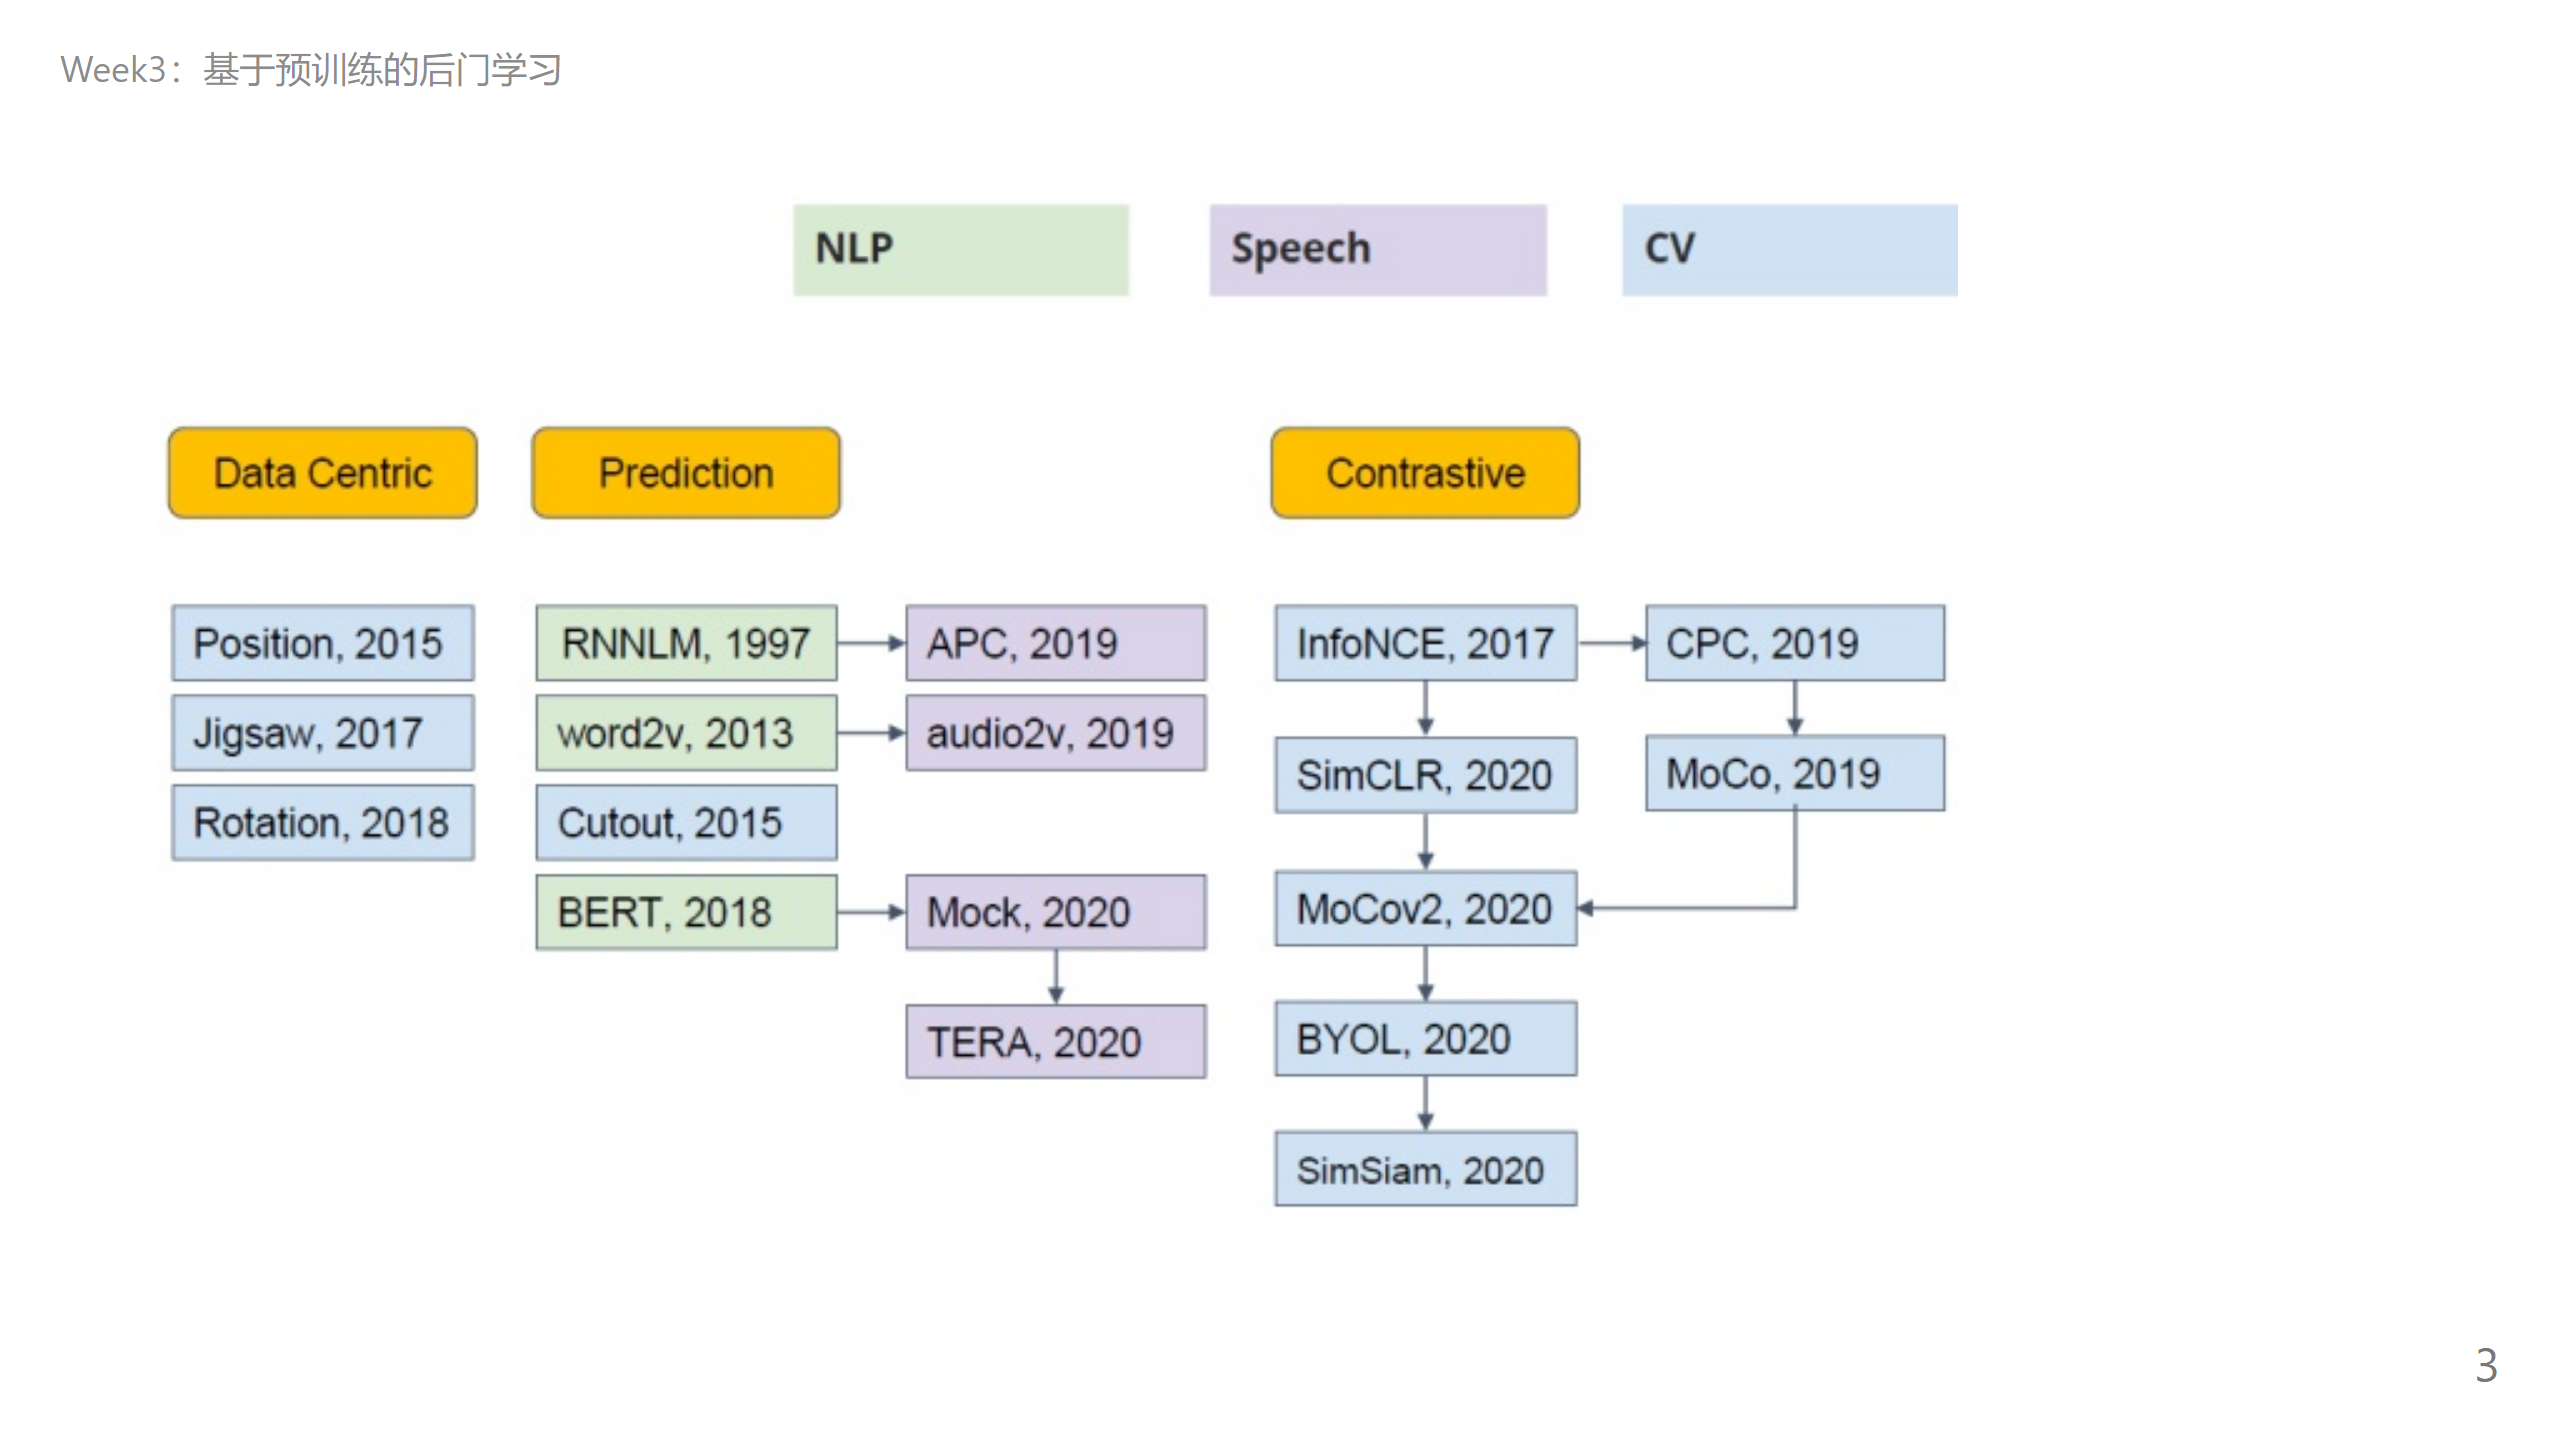 Week3：基于预训练的后门学习
NLP
Speech
CV
Data Centric
Prediction
Contrastive
Position, 2015
RNNLM, 1997
APC, 2019
InfoNCE, 2017
CPC, 2019
Jigsaw, 2017
word2v, 2013
audio2v, 2019
SimCLR, 2020
MoCo, 2019
Rotation, 2018
Cutout, 2015
BERT, 2018
Mock, 2020
MoCov2, 2020
TERA, 2020
BYOL, 2020
SimSiam, 2020
3